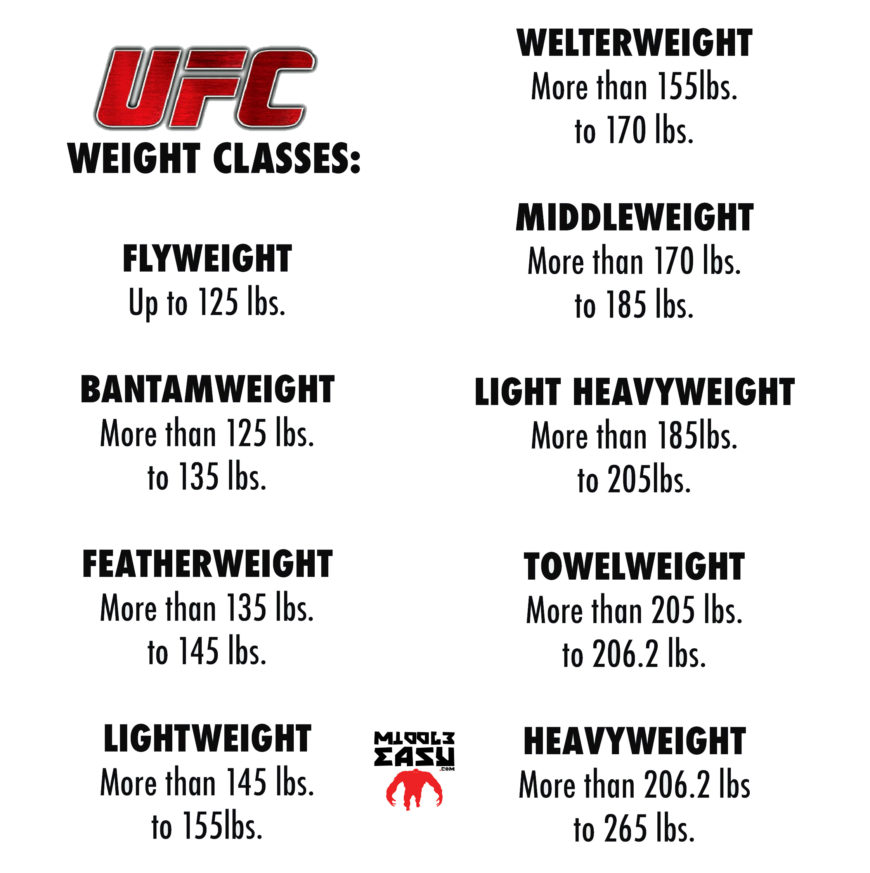 UFC
WEIGHT CLASSES:
FLYWEIGHT
Up to 125 lbs.
BANTAMWEIGHT
More than 125 lbs.
to 135 lbs.
FEATHERWEIGHT
More than 135 lbs.
to 145 lbs.
LIGHTWEIGHT
More than 145 lbs.
to 155lbs.
WELTERWEIGHT
More than 155lbs.
to 170 lbs.
MIDDLEWEIGHT
More than 170 lbs.
to 185 lbs.
LIGHT HEAVYWEIGHT
More than 185lbs.
to 205lbs.
TOWELWEIGHT
More than 205 lbs.
to 206.2 lbs.
HEAVYWEIGHT
More than 206.2 lbs
to 265 lbs.
MIDDLE
EASY
.COM